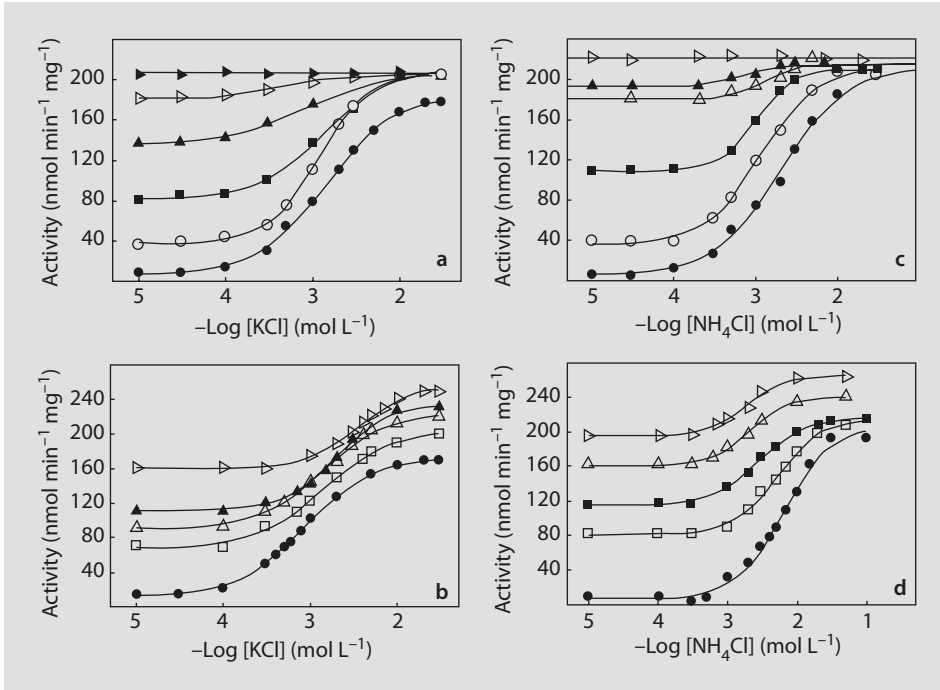 Activity (nmol min⁻¹ mg⁻¹)
200
160
120
80
40
a
5 4 3 2
–Log [KCl] (mol L⁻¹)
Activity (nmol min⁻¹ mg⁻¹)
200
160
120
80
40
c
5 4 3 2
–Log [NH₄Cl] (mol L⁻¹)
Activity (nmol min⁻¹ mg⁻¹)
240
200
160
120
80
40
b
5 4 3 2
–Log [KCl] (mol L⁻¹)
Activity (nmol min⁻¹ mg⁻¹)
240
200
160
120
80
40
d
5 4 3 2 1
–Log [NH₄Cl] (mol L⁻¹)